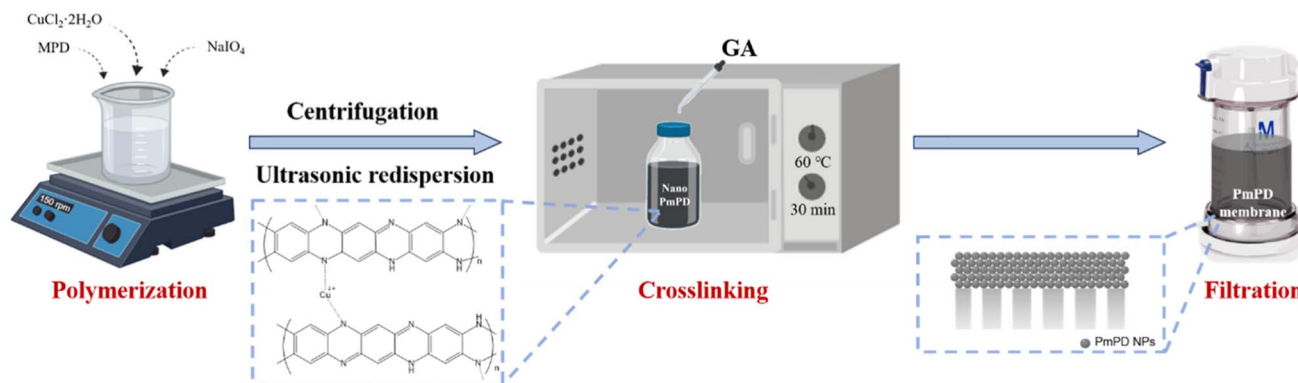 CuCl₂·2H₂O
MPD
NaIO₄
150 rpm
Polymerization
Centrifugation
Ultrasonic redispersion
N
N
N
N
N
H
N
H
n
Cu²⁺
N
N
H
N
N
N
H
N
n
GA
Nano
PmPD
60 °C
30 min
Crosslinking
PmPD NPs
M
PmPD
membrane
Filtration